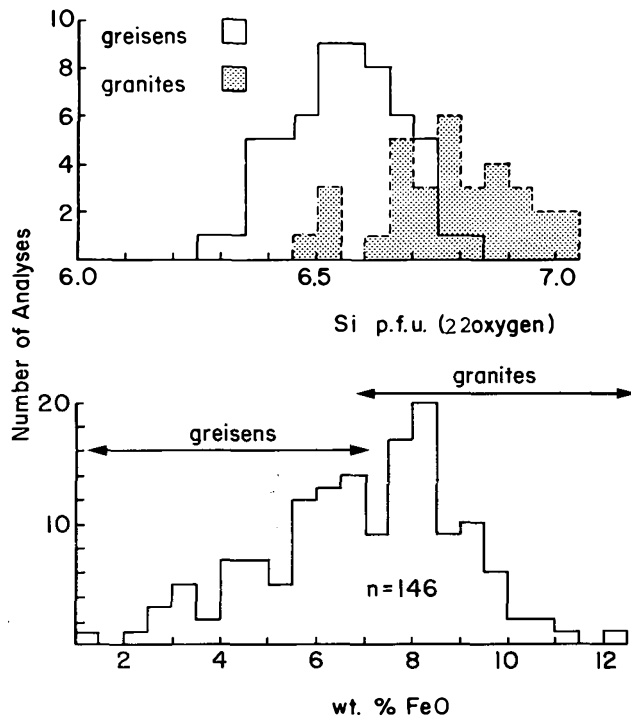 10
greisens
8
granites
6
4
2
6.0
6.5
7.0
Si p.f.u. (22oxygen)
Number of Analyses
granites
20
greisens
10
n=146
2
4
6
8
10
12
wt. % FeO